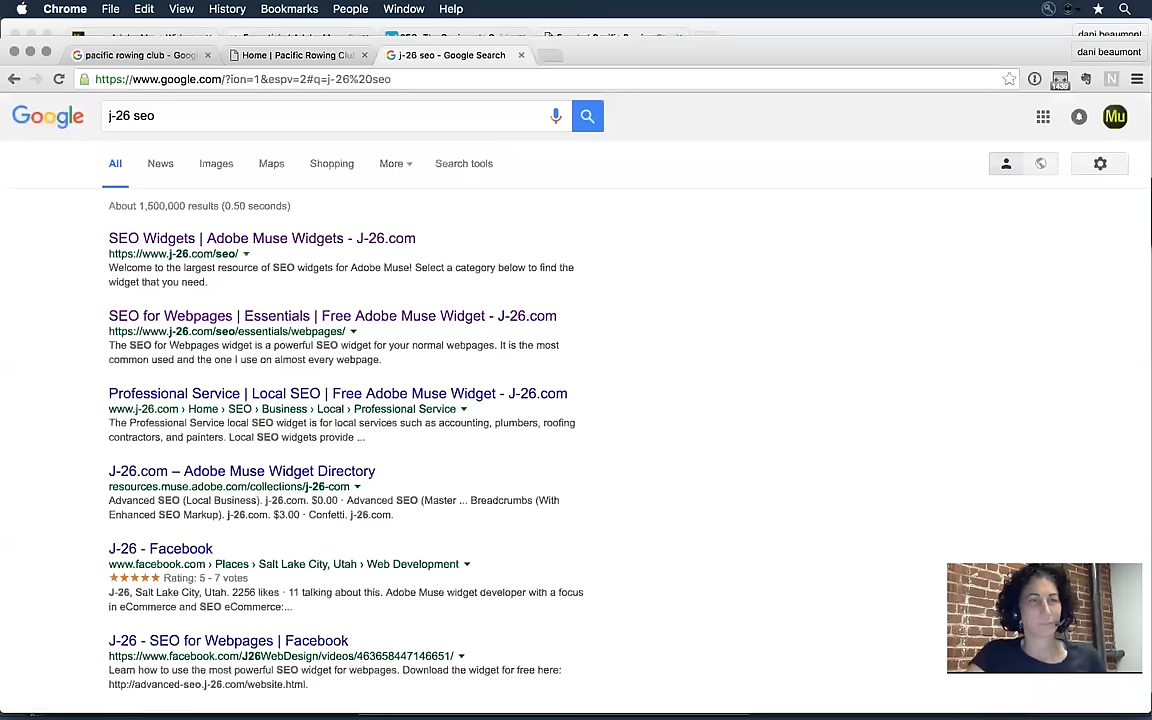 Chrome File Edit View History Bookmarks People Window Help
dani beaumont
pacific rowing club - Goog
Home | Pacific Rowing Clu
j-26 seo - Google Search
dani beaumont
https://www.google.com/?ion=1&espv=2#q=j-26%20seo
1439
N
Google
j-26 seo
Mu
All News Images Maps Shopping More Search tools
About 1,500,000 results (0.50 seconds)
SEO Widgets | Adobe Muse Widgets - J-26.com
https://www.j-26.com/seo/
Welcome to the largest resource of SEO widgets for Adobe Muse! Select a category below to find the
widget that you need.
SEO for Webpages | Essentials | Free Adobe Muse Widget - J-26.com
https://www.j-26.com/seo/essentials/webpages/
The SEO for Webpages widget is a powerful SEO widget for your normal webpages. It is the most
common used and the one I use on almost every webpage.
Professional Service | Local SEO | Free Adobe Muse Widget - J-26.com
www.j-26.com › Home › SEO › Business › Local › Professional Service
The Professional Service local SEO widget is for local services such as accounting, plumbers, roofing
contractors, and painters. Local SEO widgets provide ...
J-26.com – Adobe Muse Widget Directory
resources.muse.adobe.com/collections/j-26-com
Advanced SEO (Local Business). j-26.com. $0.00 · Advanced SEO (Master ... Breadcrumbs (With
Enhanced SEO Markup). j-26.com. $3.00 · Confetti. j-26.com.
J-26 - Facebook
www.facebook.com › Places › Salt Lake City, Utah › Web Development
Rating: 5 - 7 votes
J-26, Salt Lake City, Utah. 2256 likes · 11 talking about this. Adobe Muse widget developer with a focus
in eCommerce and SEO eCommerce:...
J-26 - SEO for Webpages | Facebook
https://www.facebook.com/J26WebDesign/videos/463658447146651/
Learn how to use the most powerful SEO widget for webpages. Download the widget for free here:
http://advanced-seo.j-26.com/website.html.